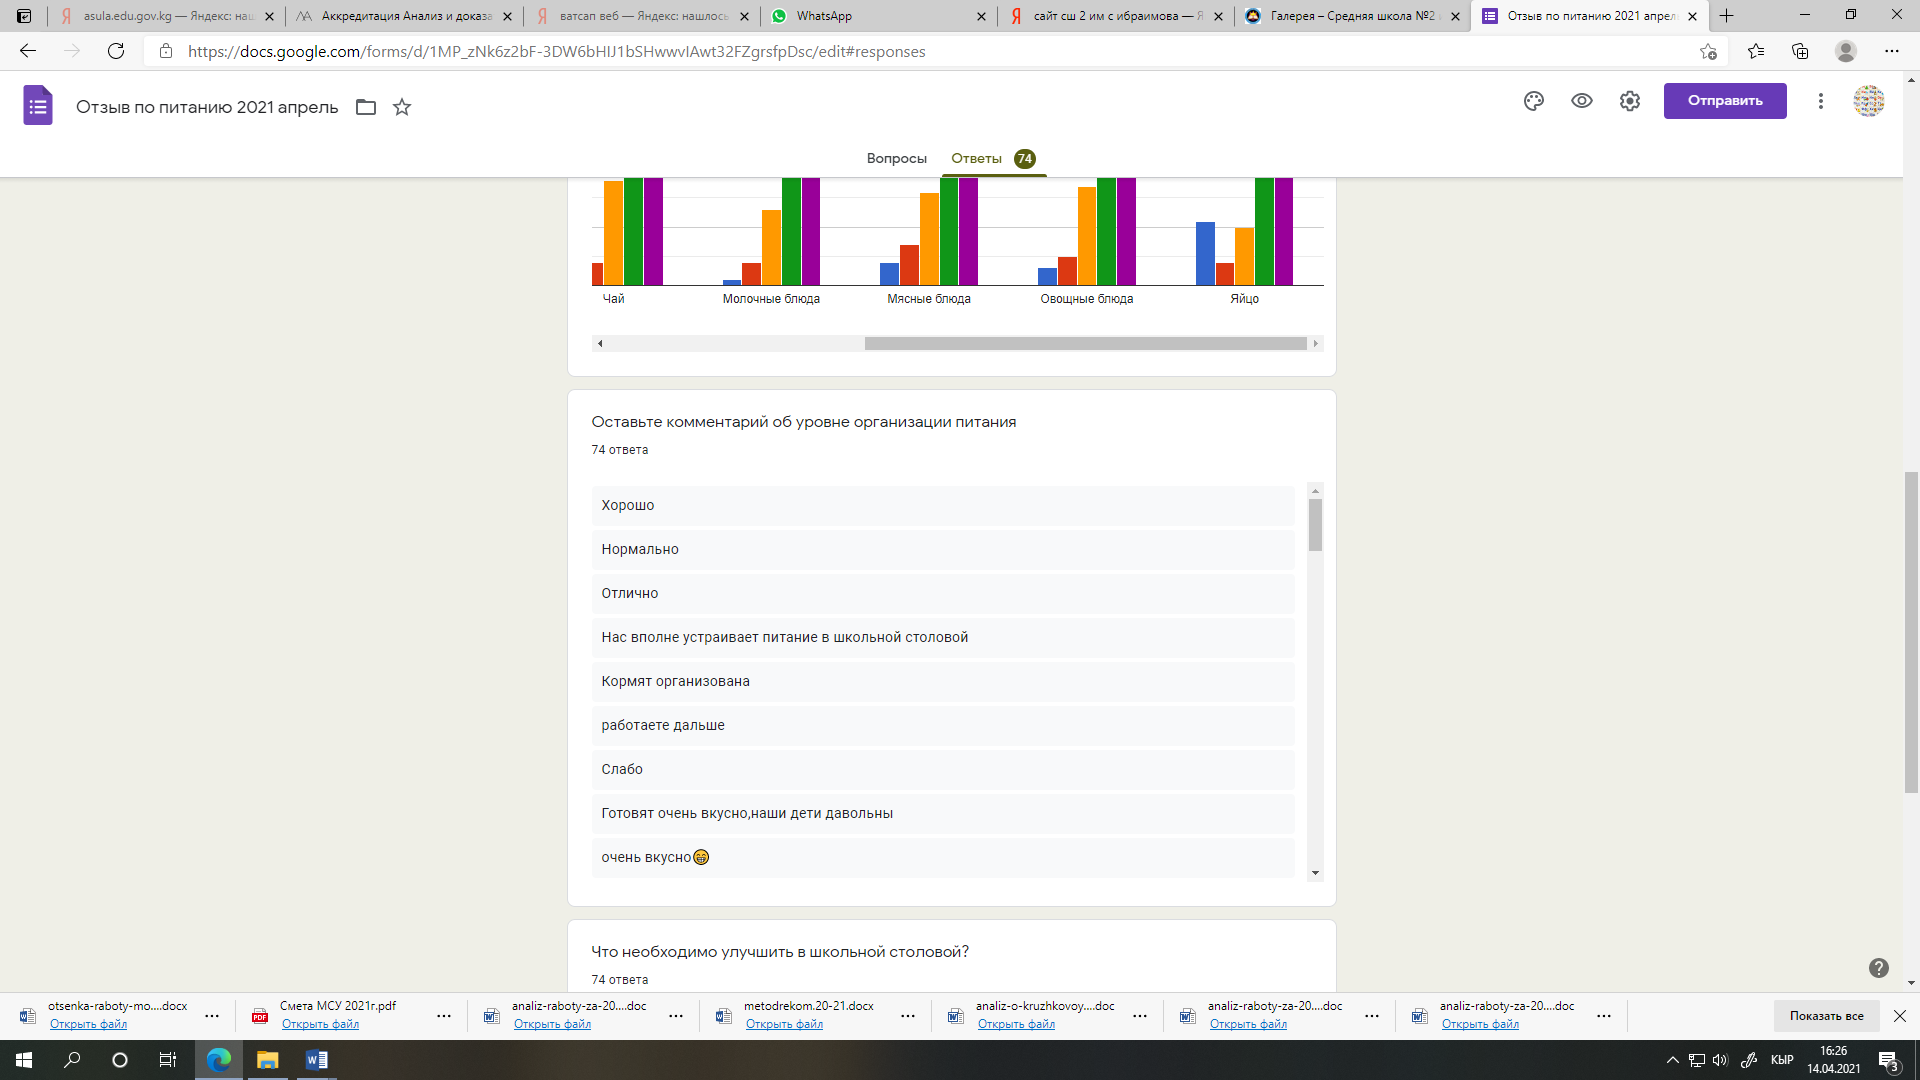 asula.edu.gov.kg — Яндекс: наш
Аккредитация Анализ и доказа
ватсап веб — Яндекс: нашлось
WhatsApp
сайт сш 2 им с ибраимова — Я
Галерея – Средняя школа №2 и
Отзыв по питанию 2021 апрель
https://docs.google.com/forms/d/1MP_zNk6z2bF-3DW6bHIJ1bSHwwvIAwt32FZgrsfpDsc/edit#responses
Отзыв по питанию 2021 апрель
Отправить
Вопросы
Ответы 74
Чай
Молочные блюда
Мясные блюда
Овощные блюда
Яйцо
Оставьте комментарий об уровне организации питания
74 ответа
Хорошо
Нормально
Отлично
Нас вполне устраивает питание в школьной столовой
Кормят организована
работаете дальше
Слабо
Готовят очень вкусно,наши дети давольны
очень вкусно😁
Что необходимо улучшить в школьной столовой?
74 ответа
otsenka-raboty-mo....docx
Открыть файл
Смета МСУ 2021г.pdf
Открыть файл
analiz-raboty-za-20....doc
Открыть файл
metodrekom.20-21.docx
Открыть файл
analiz-o-kruzhkovoy....doc
Открыть файл
analiz-raboty-za-20....doc
Открыть файл
analiz-raboty-za-20....doc
Открыть файл
Показать все
КЫР
16:26
14.04.2021
3